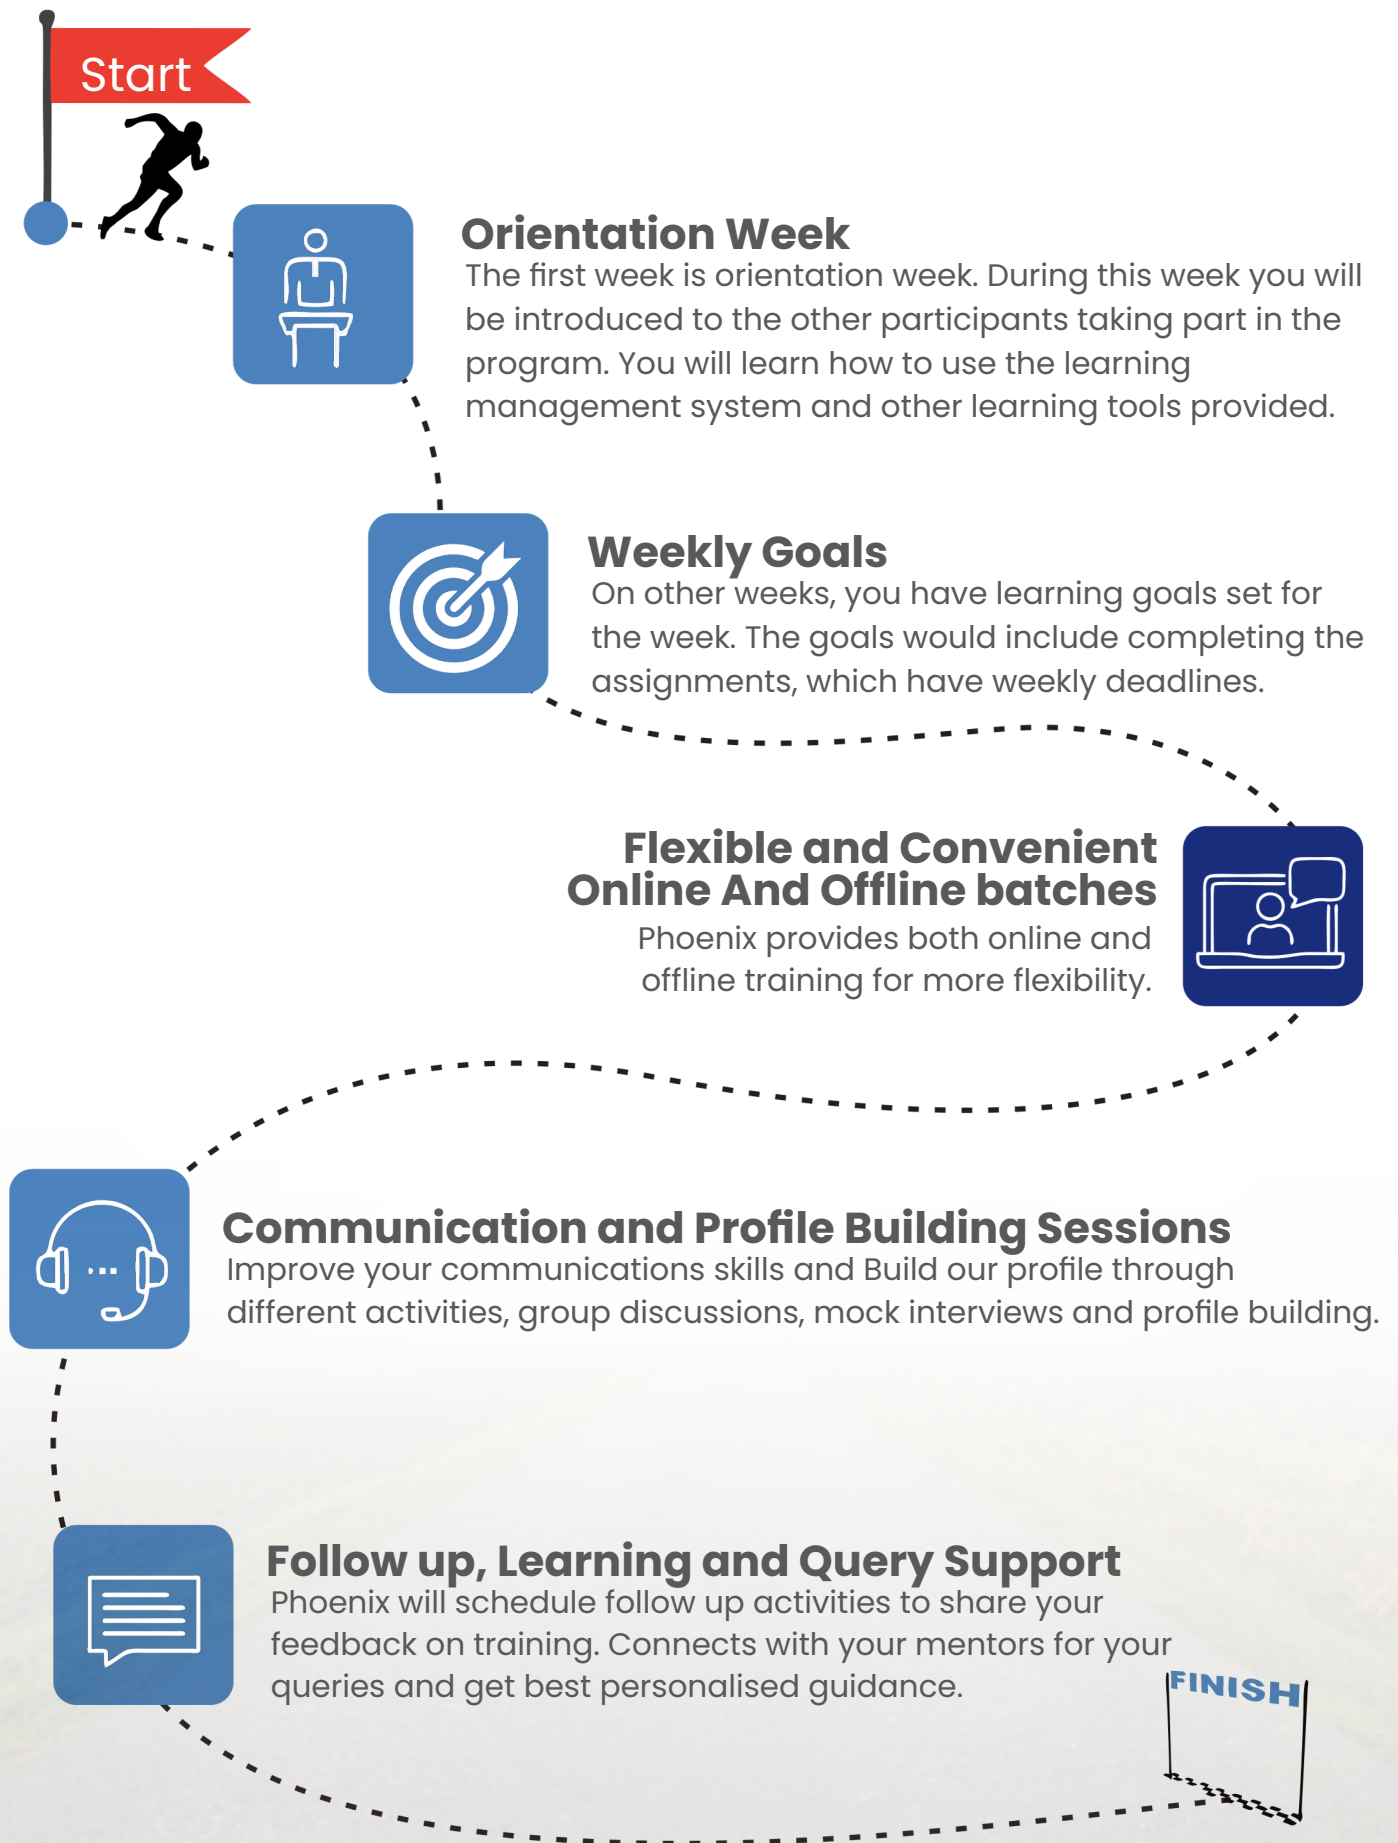 Start
Orientation Week
The first week is orientation week. During this week you will
be introduced to the other participants taking part in the
program. You will learn how to use the learning
management system and other learning tools provided.
Weekly Goals
On other weeks, you have learning goals set for
the week. The goals would include completing the
assignments, which have weekly deadlines.
Flexible and Convenient
Online And Offline batches
Phoenix provides both online and
offline training for more flexibility.
Communication and Profile Building Sessions
Improve your communications skills and Build our profile through
different activities, group discussions, mock interviews and profile building.
Follow up, Learning and Query Support
Phoenix will schedule follow up activities to share your
feedback on training. Connects with your mentors for your
queries and get best personalised guidance.
FINISH